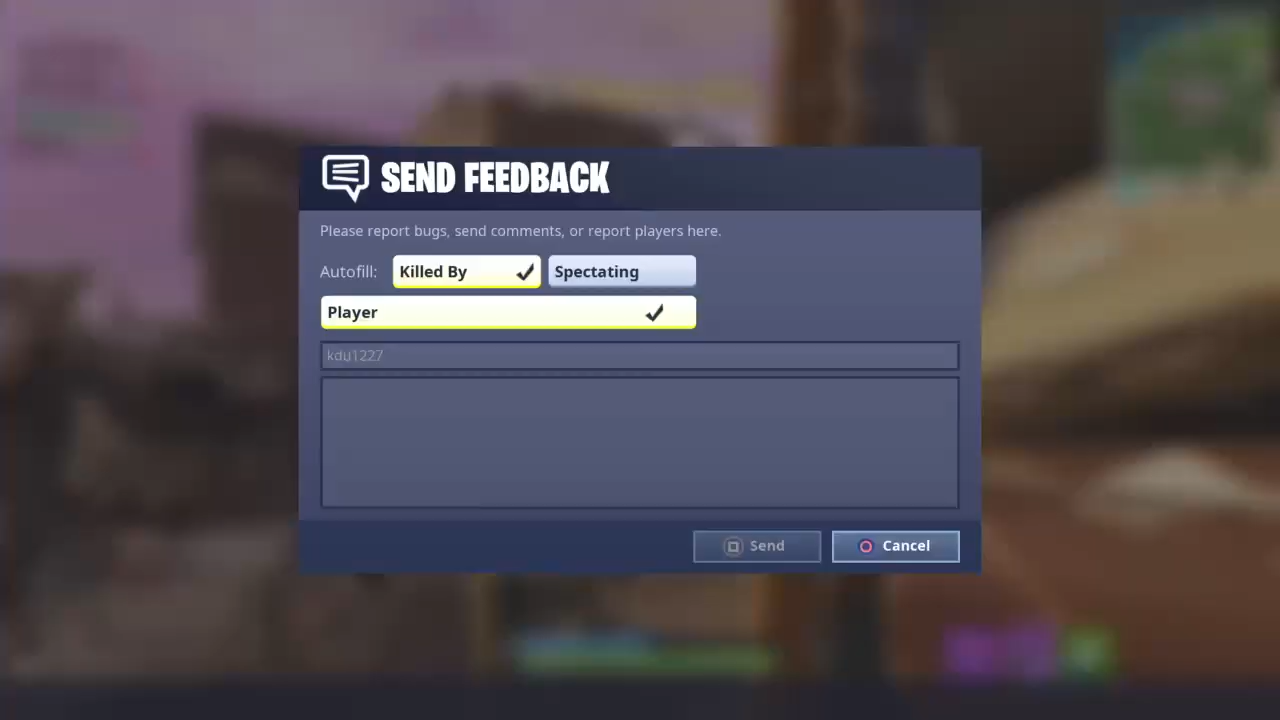 SEND FEEDBACK
Please report bugs, send comments, or report players here.
Autofill: Killed By Spectating
Player
kdu1227
Send Cancel